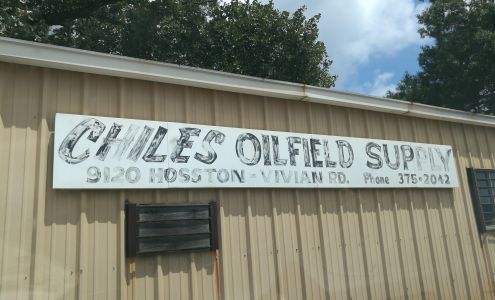 CHILES OILFIELD SUPPLY
9120 HOSSTON - VIVIAN RD. Phone 375-2042